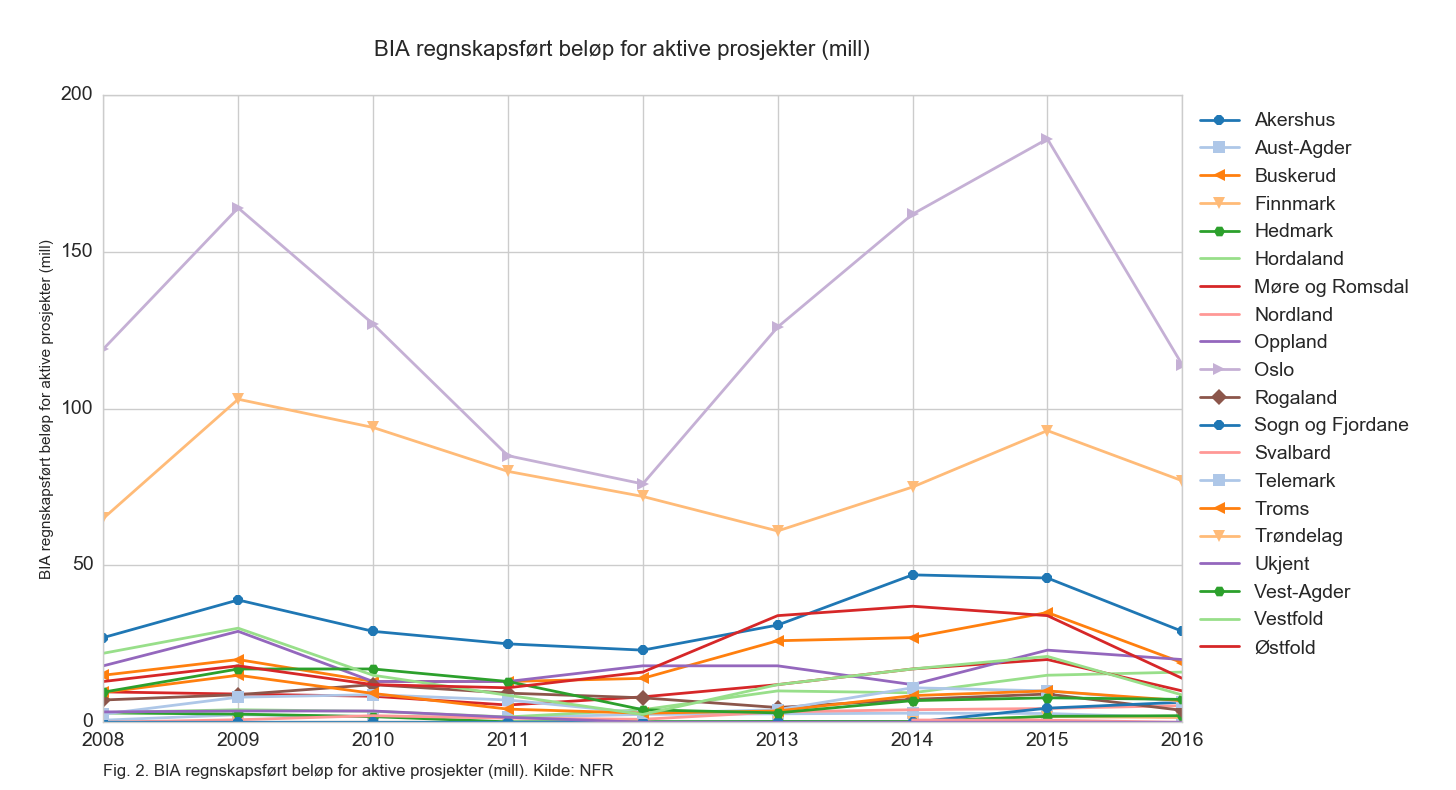 BIA regnskapsført beløp for aktive prosjekter (mill)
BIA regnskapsført beløp for aktive prosjekter (mill)
200
150
100
50
0
2008 2009 2010 2011 2012 2013 2014 2015 2016
Akershus
Aust-Agder
Buskerud
Finnmark
Hedmark
Hordaland
Møre og Romsdal
Nordland
Oppland
Oslo
Rogaland
Sogn og Fjordane
Svalbard
Telemark
Troms
Trøndelag
Ukjent
Vest-Agder
Vestfold
Østfold
Fig. 2. BIA regnskapsført beløp for aktive prosjekter (mill). Kilde: NFR